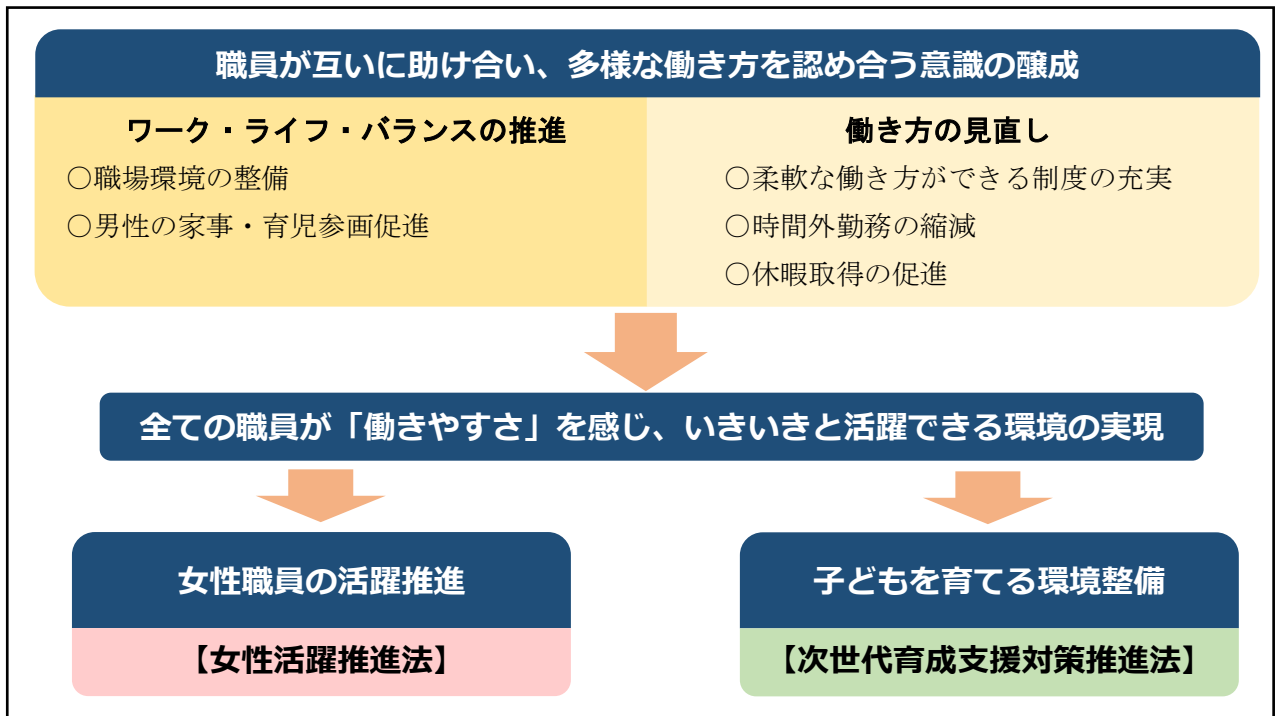 職員が互いに助け合い、多様な働き方を認め合う意識の醸成
ワーク・ライフ・バランスの推進
○職場環境の整備
○男性の家事・育児参画促進
働き方の見直し
○柔軟な働き方ができる制度の充実
○時間外勤務の縮減
○休暇取得の促進
全ての職員が「働きやすさ」を感じ、いきいきと活躍できる環境の実現
女性職員の活躍推進
【女性活躍推進法】
子どもを育てる環境整備
【次世代育成支援対策推進法】